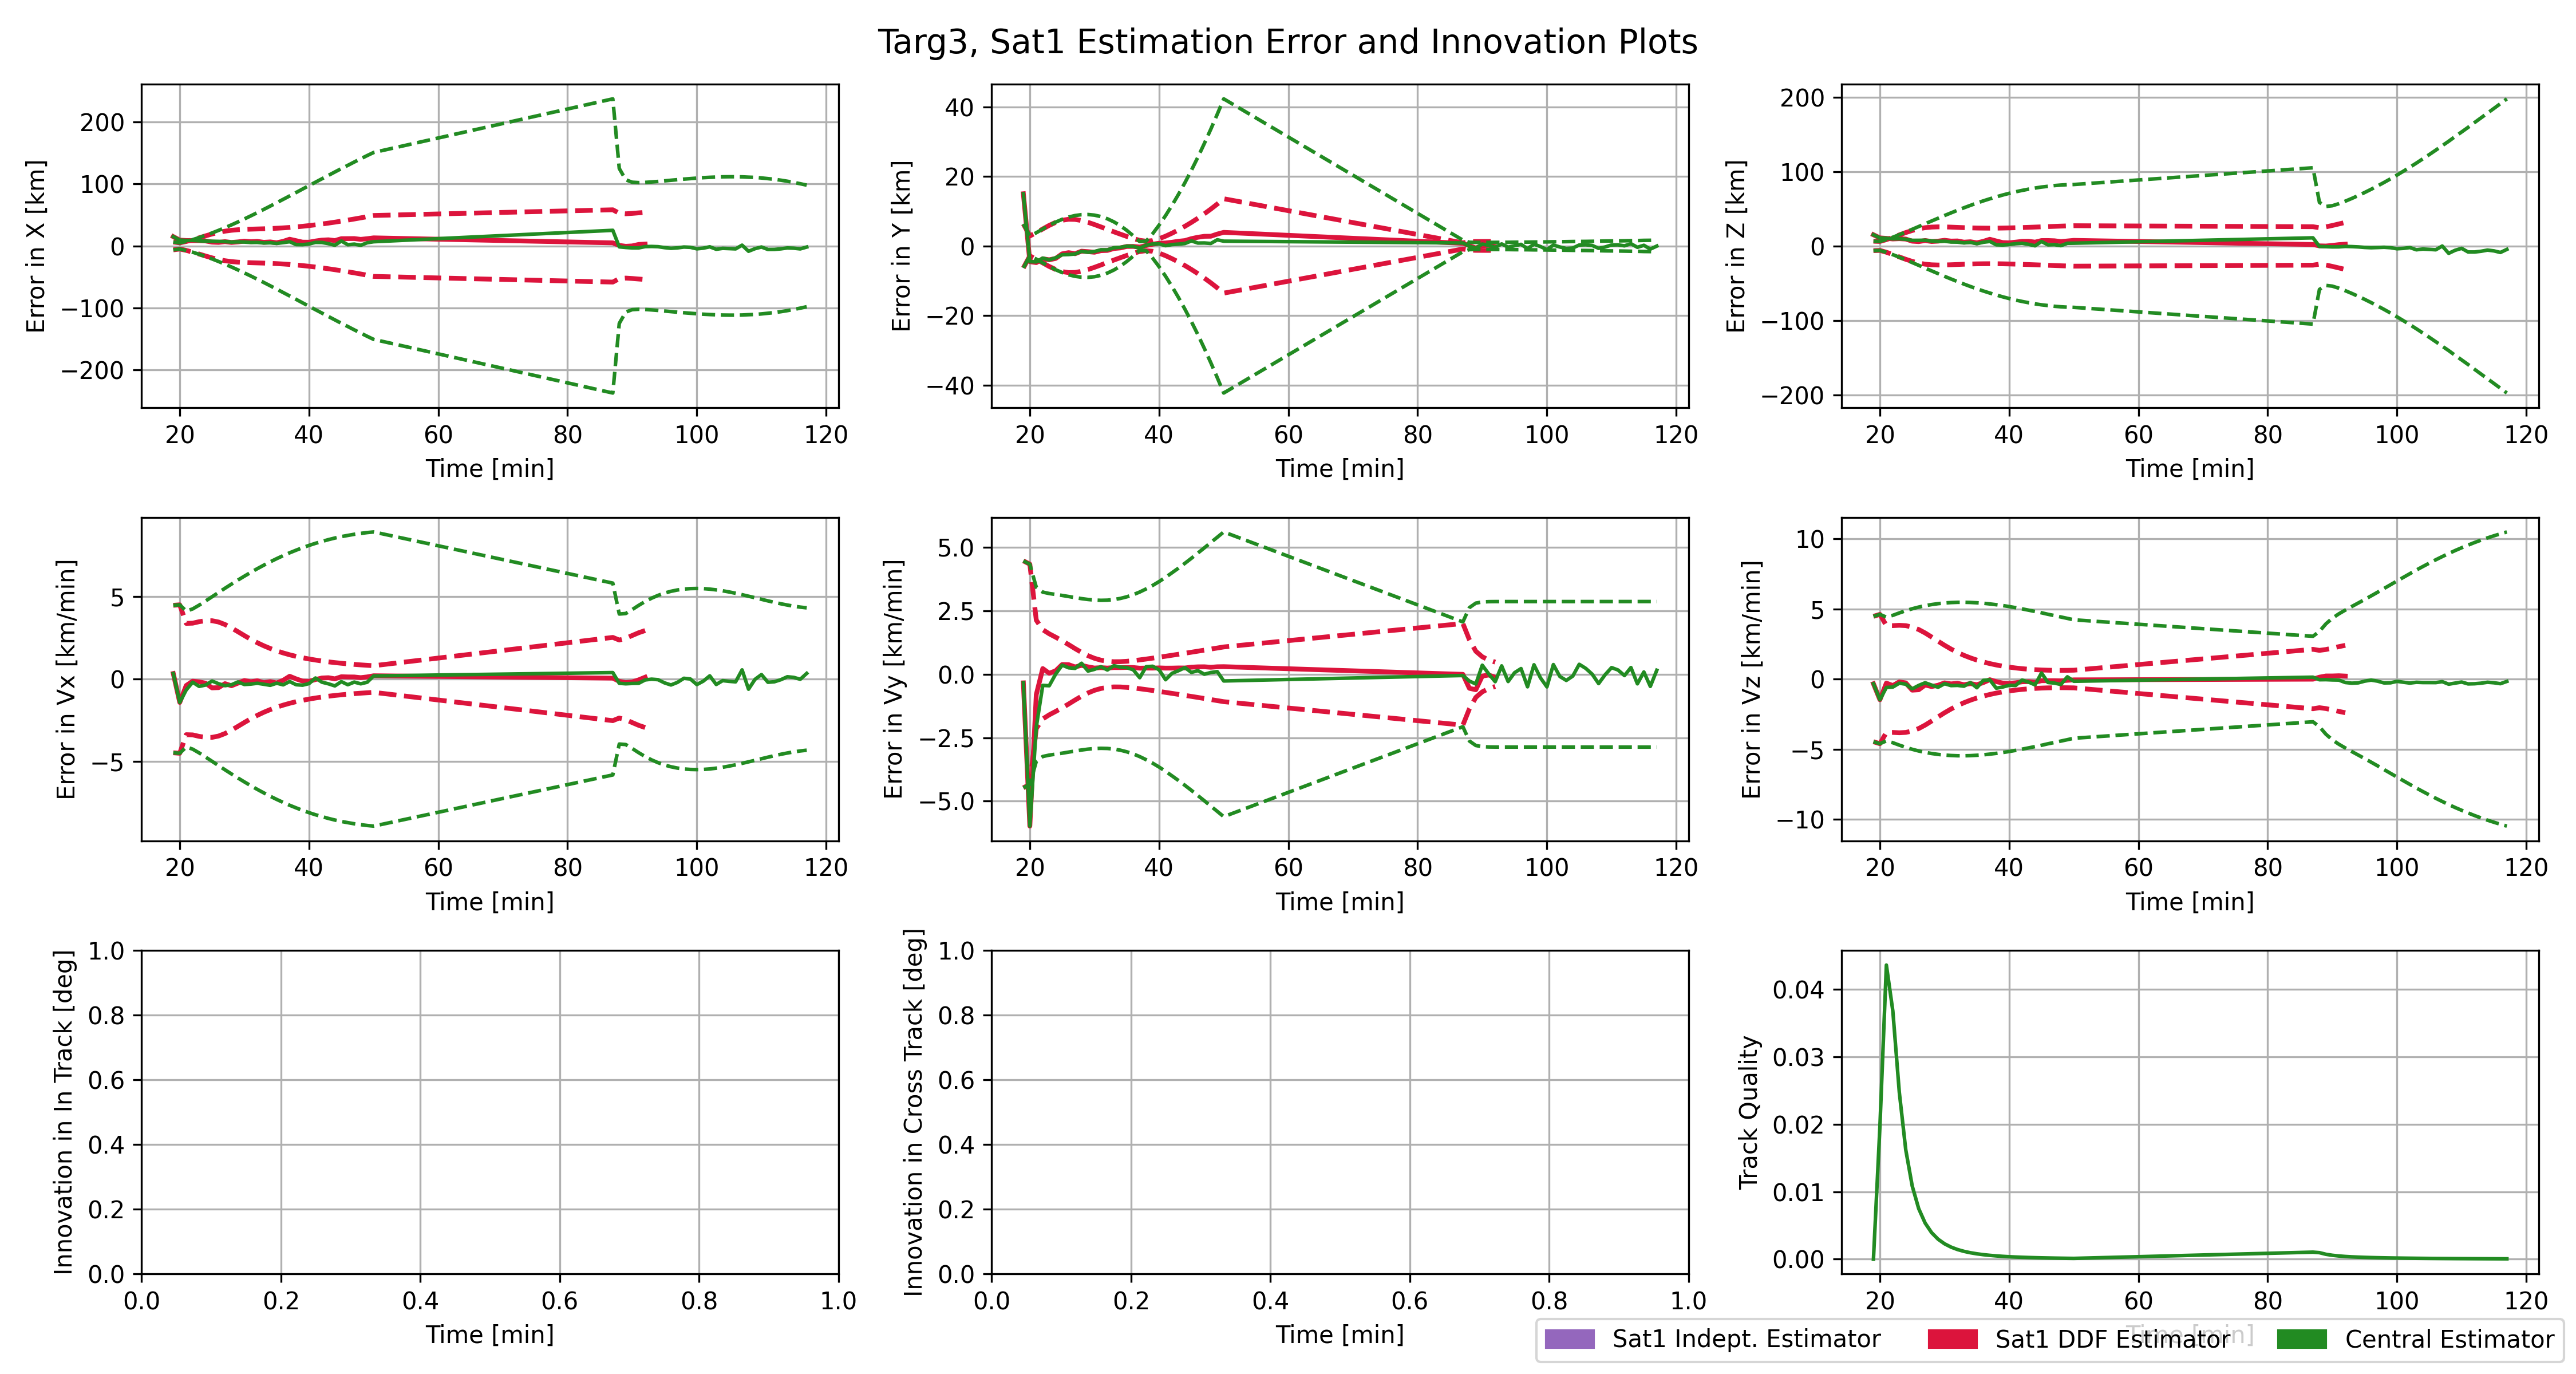 Targ3, Sat1 Estimation Error and Innovation Plots
Error in X [km]
200
100
0
−100
−200
20 40 60 80 100 120
Time [min]
Error in Y [km]
40
20
0
−20
−40
20 40 60 80 100 120
Time [min]
Error in Z [km]
200
100
0
−100
−200
20 40 60 80 100 120
Time [min]
Error in Vx [km/min]
5
0
−5
20 40 60 80 100 120
Time [min]
Error in Vy [km/min]
5.0
2.5
0.0
−2.5
−5.0
20 40 60 80 100 120
Time [min]
Error in Vz [km/min]
10
5
0
−5
−10
20 40 60 80 100 120
Time [min]
Innovation in In Track [deg]
1.0
0.8
0.6
0.4
0.2
0.0
0.0 0.2 0.4 0.6 0.8 1.0
Time [min]
Innovation in Cross Track [deg]
1.0
0.8
0.6
0.4
0.2
0.0
0.0 0.2 0.4 0.6 0.8 1.0
Time [min]
Track Quality
0.04
0.03
0.02
0.01
0.00
20 40 60 80 100 120
Time [min]
Sat1 Indept. Estimator Sat1 DDF Estimator Central Estimator